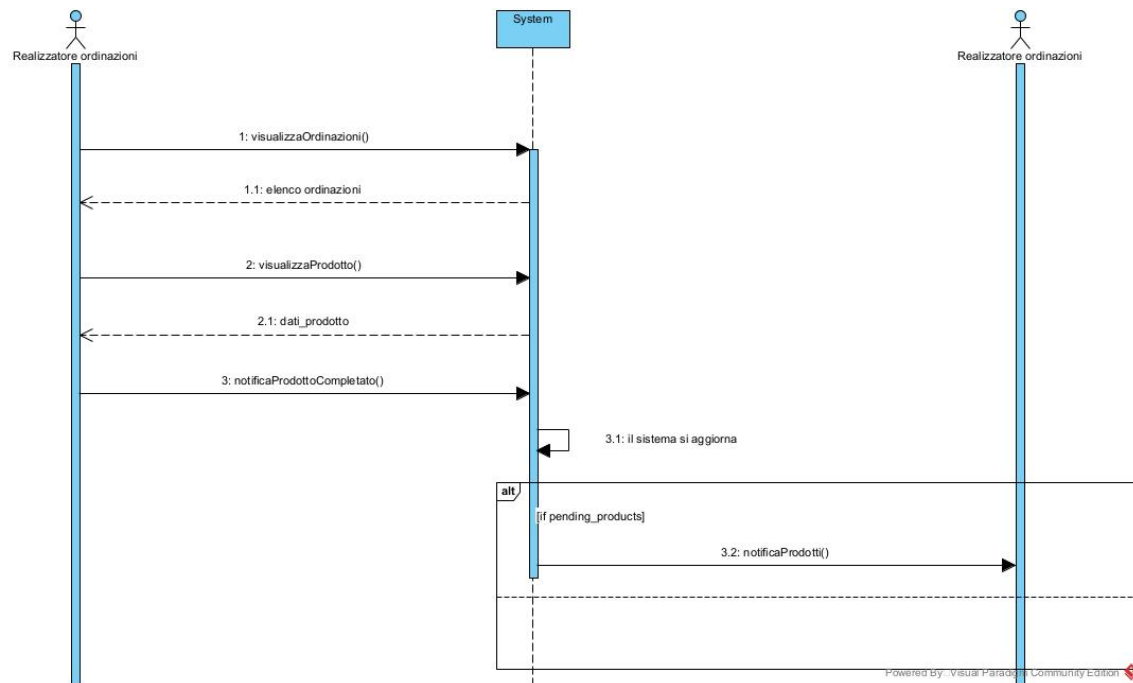 System
Realizzatore ordinazioni
Realizzatore ordinazioni
1: visualizzaOrdinazioni()
1.1: elenco ordinazioni
2: visualizzaProdotto()
2.1: dati_prodotto
3: notificaProdottoCompletato()
3.1: il sistema si aggiorna
alt
[if pending_products]
3.2: notificaProdotti()
Powered By: Visual Paradigm Community Edition